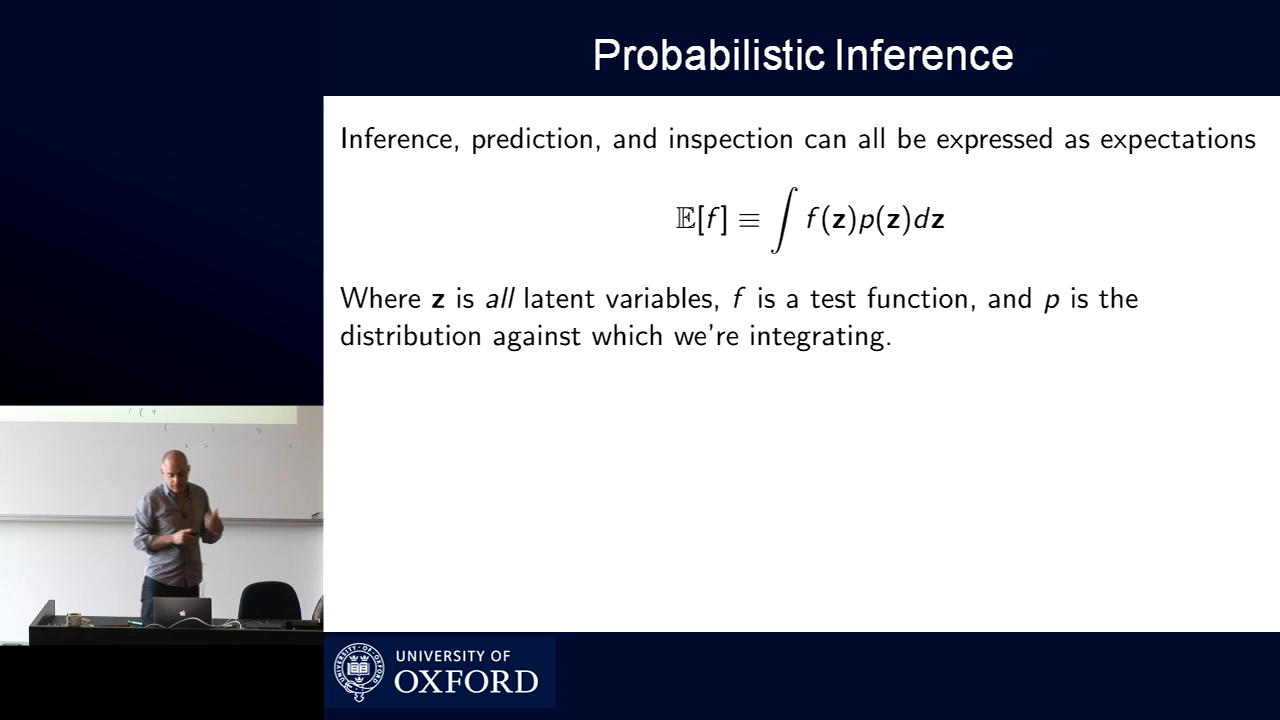 Probabilistic Inference
Inference, prediction, and inspection can all be expressed as expectations
𝔼[f] ≡ ∫ f(z)p(z)dz
Where z is all latent variables, f is a test function, and p is the
distribution against which we're integrating.
UNIVERSITY OF
OXFORD